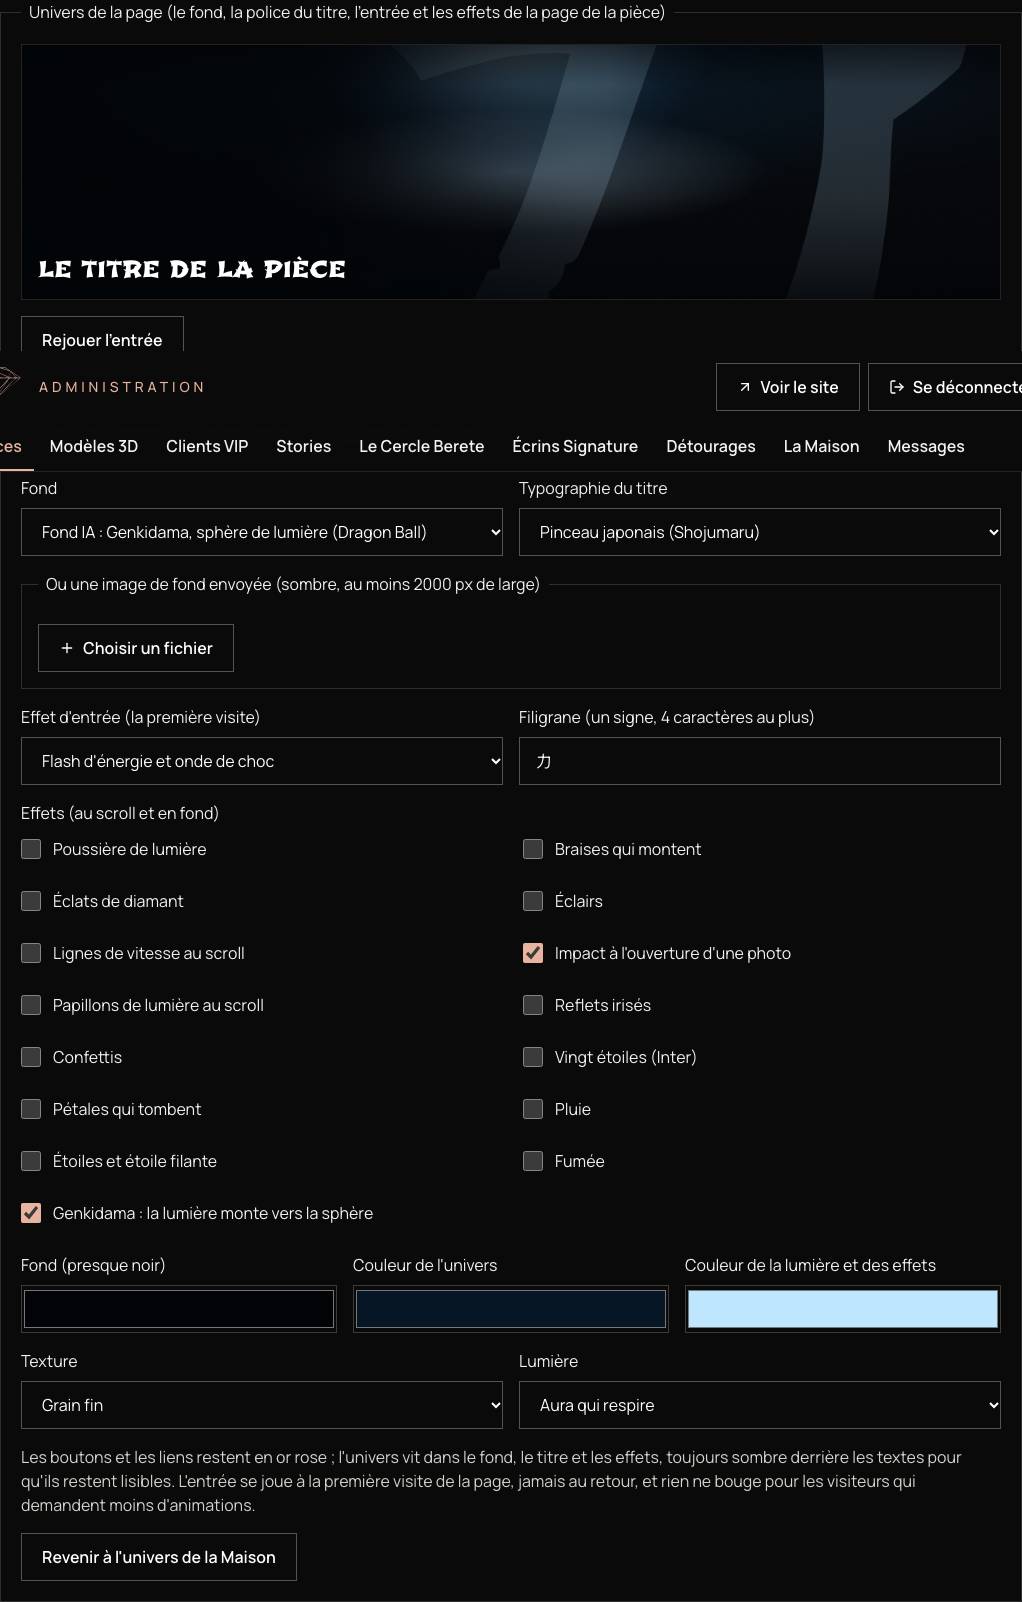 Univers de la page (le fond, la police du titre, l'entrée et les effets de la page de la pièce)
LE TITRE DE LA PIÈCE
Rejouer l'entrée
ADMINISTRATION
Voir le site
Se déconnecte
ces Modèles 3D Clients VIP Stories Le Cercle Berete Écrins Signature Détourages La Maison Messages
Fond
Typographie du titre
Fond IA : Genkidama, sphère de lumière (Dragon Ball)
Pinceau japonais (Shojumaru)
Ou une image de fond envoyée (sombre, au moins 2000 px de large)
+ Choisir un fichier
Effet d'entrée (la première visite)
Filigrane (un signe, 4 caractères au plus)
Flash d'énergie et onde de choc
力
Effets (au scroll et en fond)
Poussière de lumière
Braises qui montent
Éclats de diamant
Éclairs
Lignes de vitesse au scroll
Impact à l'ouverture d'une photo
Papillons de lumière au scroll
Reflets irisés
Confettis
Vingt étoiles (Inter)
Pétales qui tombent
Pluie
Étoiles et étoile filante
Fumée
Genkidama : la lumière monte vers la sphère
Fond (presque noir)
Couleur de l'univers
Couleur de la lumière et des effets
Texture
Lumière
Grain fin
Aura qui respire
Les boutons et les liens restent en or rose ; l'univers vit dans le fond, le titre et les effets, toujours sombre derrière les textes pour
qu'ils restent lisibles. L'entrée se joue à la première visite de la page, jamais au retour, et rien ne bouge pour les visiteurs qui
demandent moins d'animations.
Revenir à l'univers de la Maison